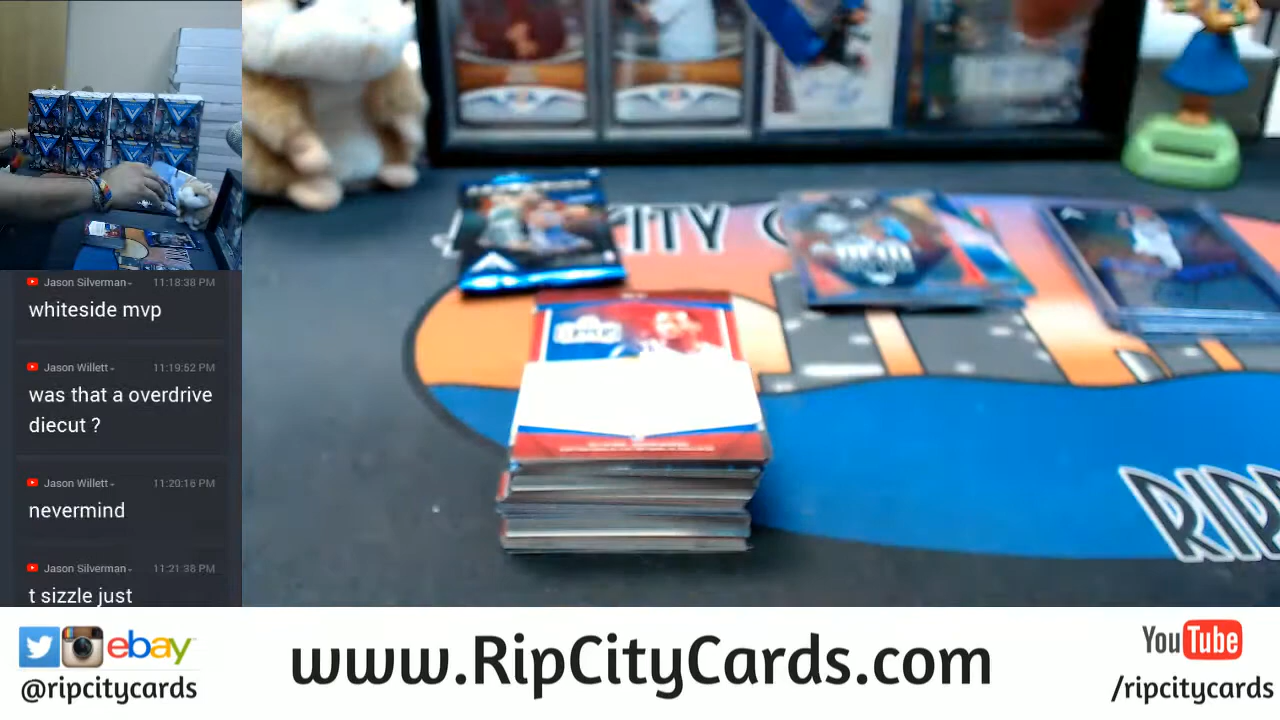 Jason Silverman 11:18:38 PM
whiteside mvp
Jason Willett 11:19:52 PM
was that a overdrive
diecut ?
Jason Willett 11:20:16 PM
nevermind
Jason Silverman 11:21:38 PM
t sizzle just
CITY C
RIP
ebay
@ripcitycards
www.RipCityCards.com
YouTube
/ripcitycards